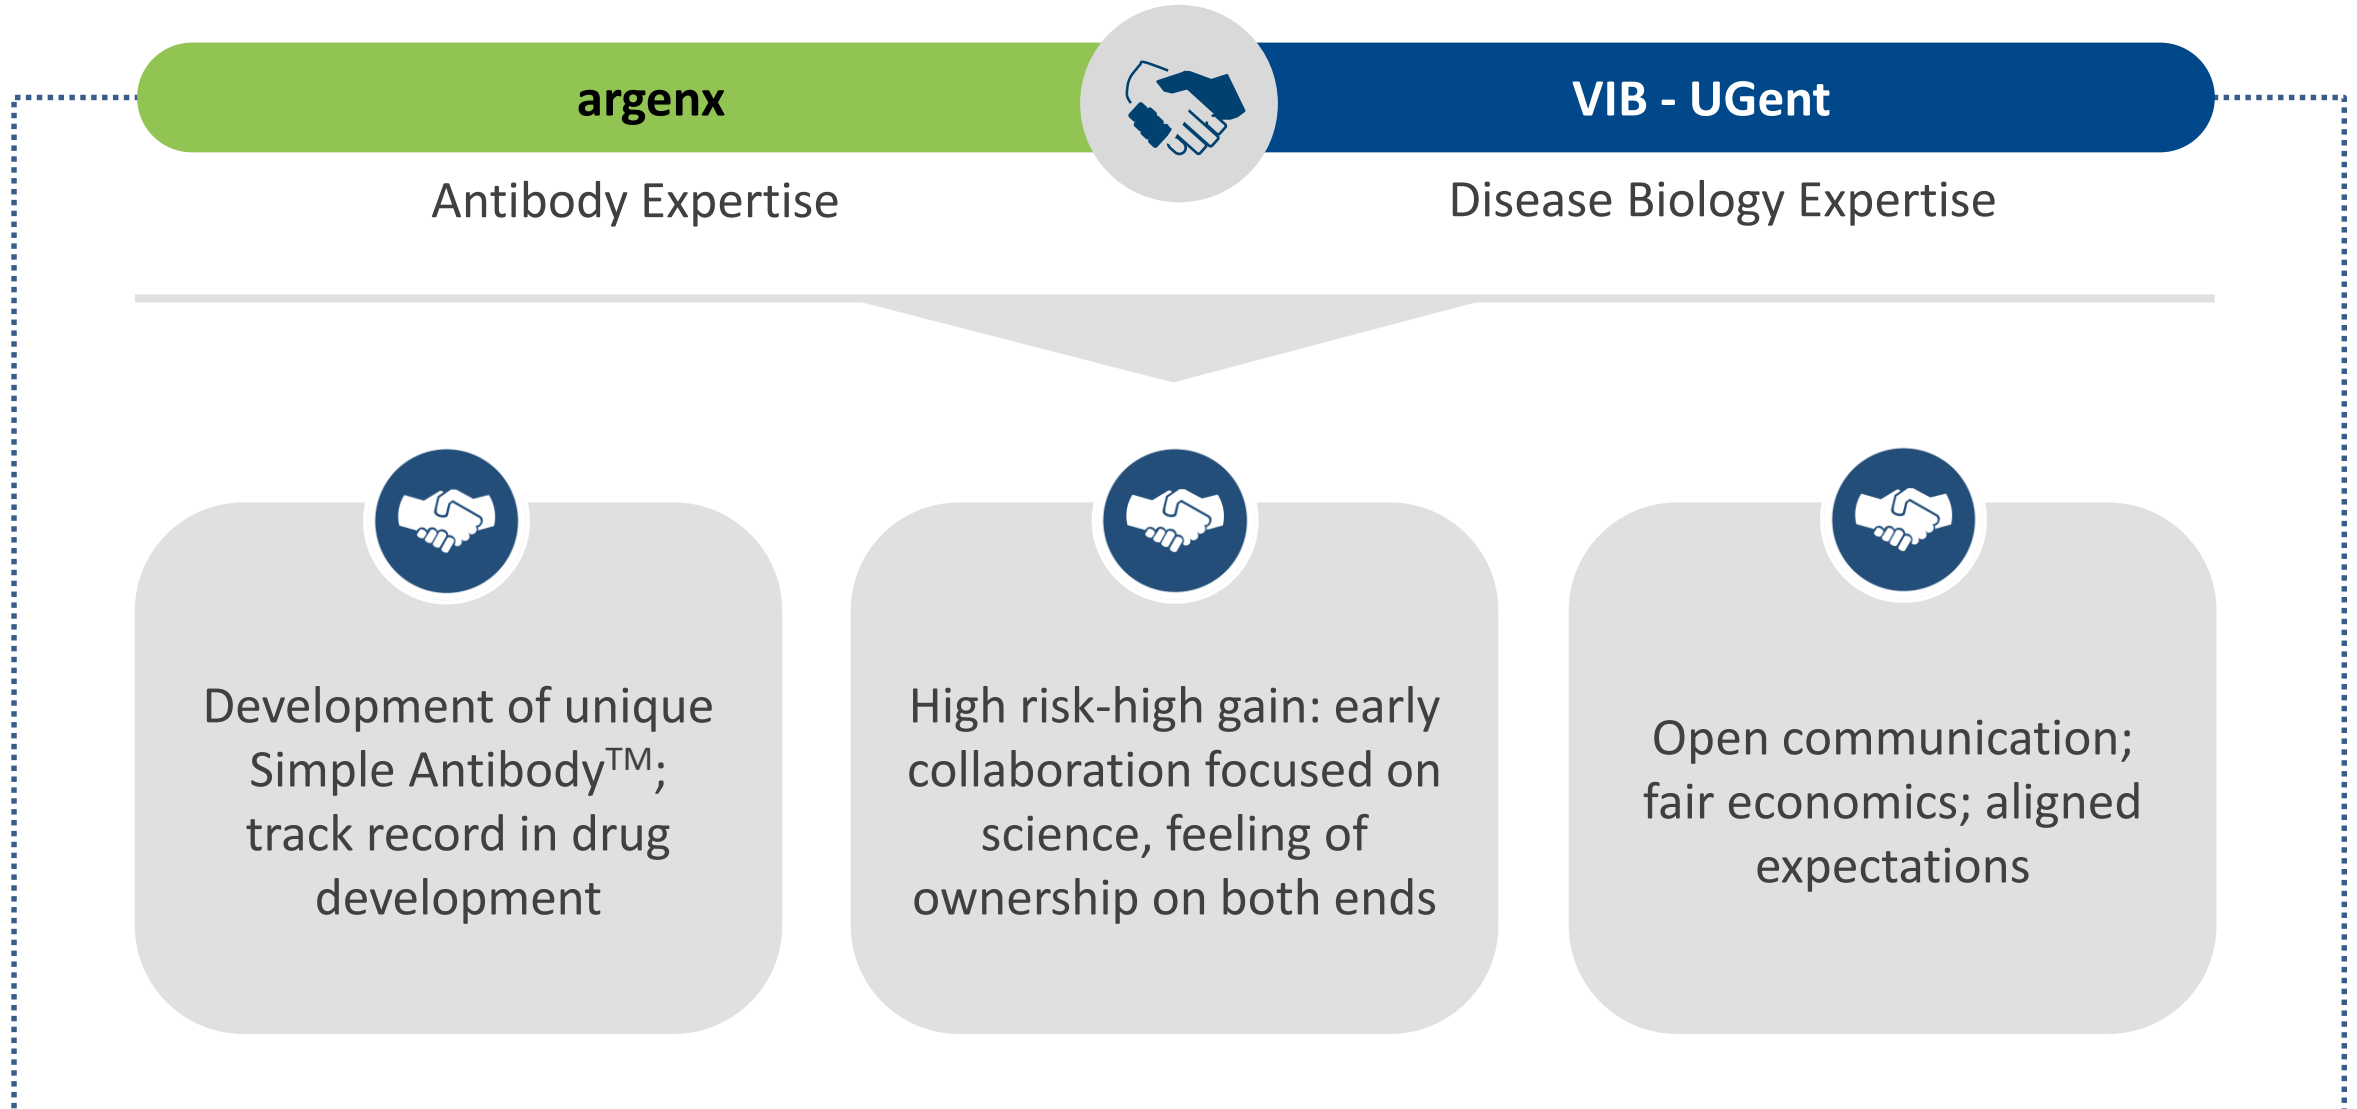 argenx
VIB - UGent
Antibody Expertise
Disease Biology Expertise
Development of unique
Simple Antibody™;
track record in drug
development
High risk-high gain: early
collaboration focused on
science, feeling of
ownership on both ends
Open communication;
fair economics; aligned
expectations